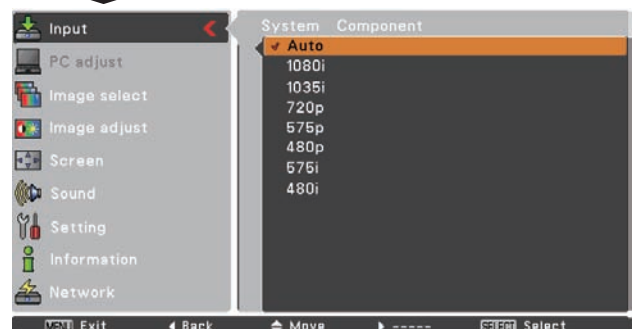 Input
PC adjust
Image select
Image adjust
Screen
Sound
Setting
Information
Network
System Component
Auto
1080i
1035i
720p
575p
480p
575i
480i
MENU Exit Back Move ----- SELECT Select